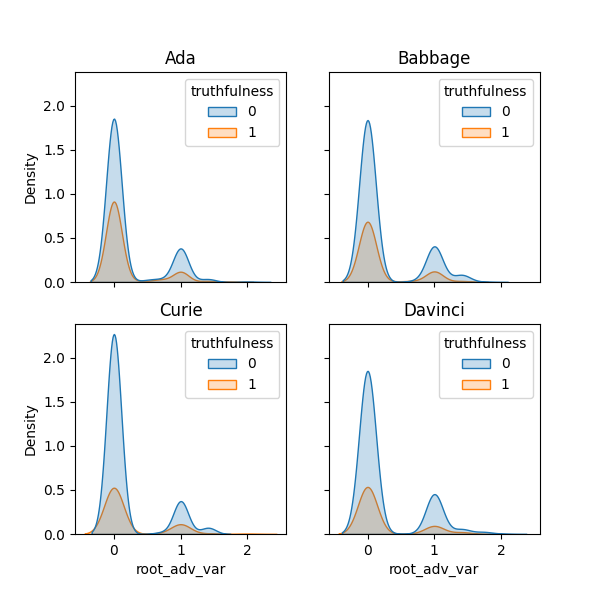 Ada
Babbage
truthfulness
0
1
truthfulness
0
1
Density
2.0
1.5
1.0
0.5
0.0
Curie
Davinci
truthfulness
0
1
truthfulness
0
1
Density
2.0
1.5
1.0
0.5
0.0
0 1 2
0 1 2
root_adv_var
root_adv_var